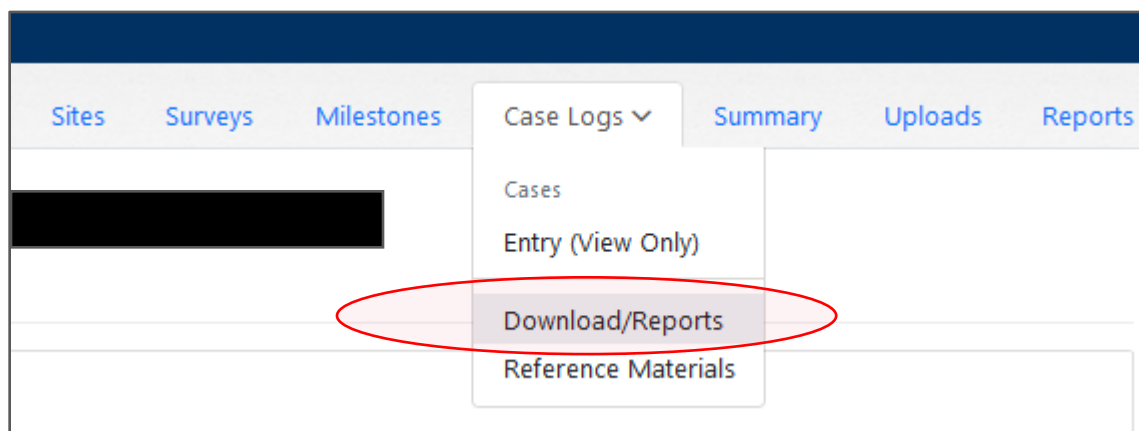 Sites Surveys Milestones Case Logs Summary Uploads Reports
Cases
Entry (View Only)
Download/Reports
Reference Materials